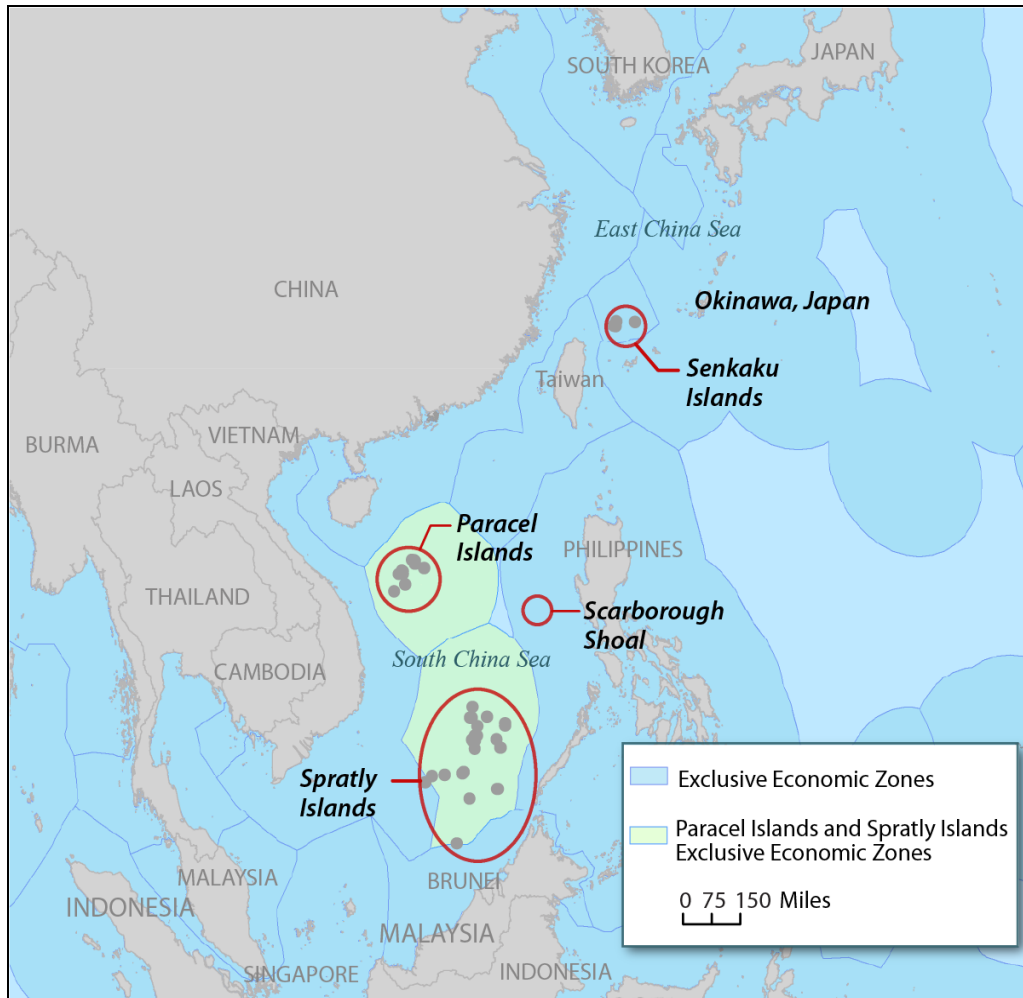 JAPAN
SOUTH KOREA
East China Sea
CHINA
Okinawa, Japan
Senkaku
Islands
Taiwan
BURMA
VIETNAM
LAOS
Paracel
Islands
PHILIPPINES
THAILAND
Scarborough
Shoal
South China Sea
CAMBODIA
Spratly
Islands
Exclusive Economic Zones
Paracel Islands and Spratly Islands
Exclusive Economic Zones
0 75 150 Miles
MALAYSIA
BRUNEI
INDONESIA
MALAYSIA
SINGAPORE
INDONESIA